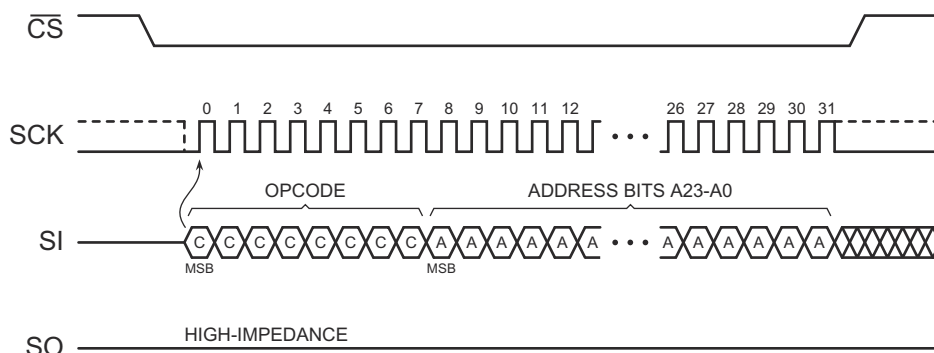 CS
0 1 2 3 4 5 6 7 8 9 10 11 12 26 27 28 29 30 31
SCK
OPCODE ADDRESS BITS A23-A0
SI C C C C C C C C A A A A A A • • • A A A A A A
MSB MSB
HIGH-IMPEDANCE
SO